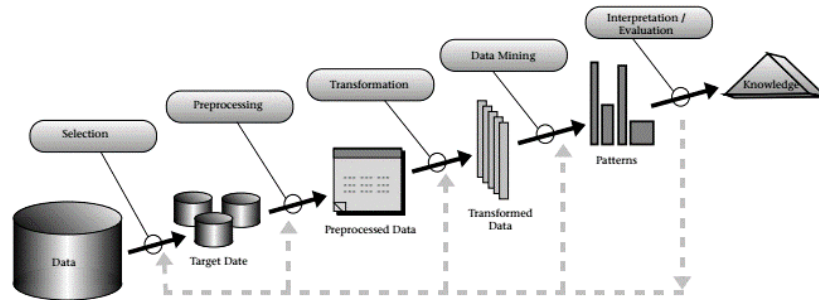 Interpretation /
Evaluation
Data Mining
Transformation
Preprocessing
Selection
Knowledge
Patterns
Transformed
Data
Preprocessed Data
Target Date
Data